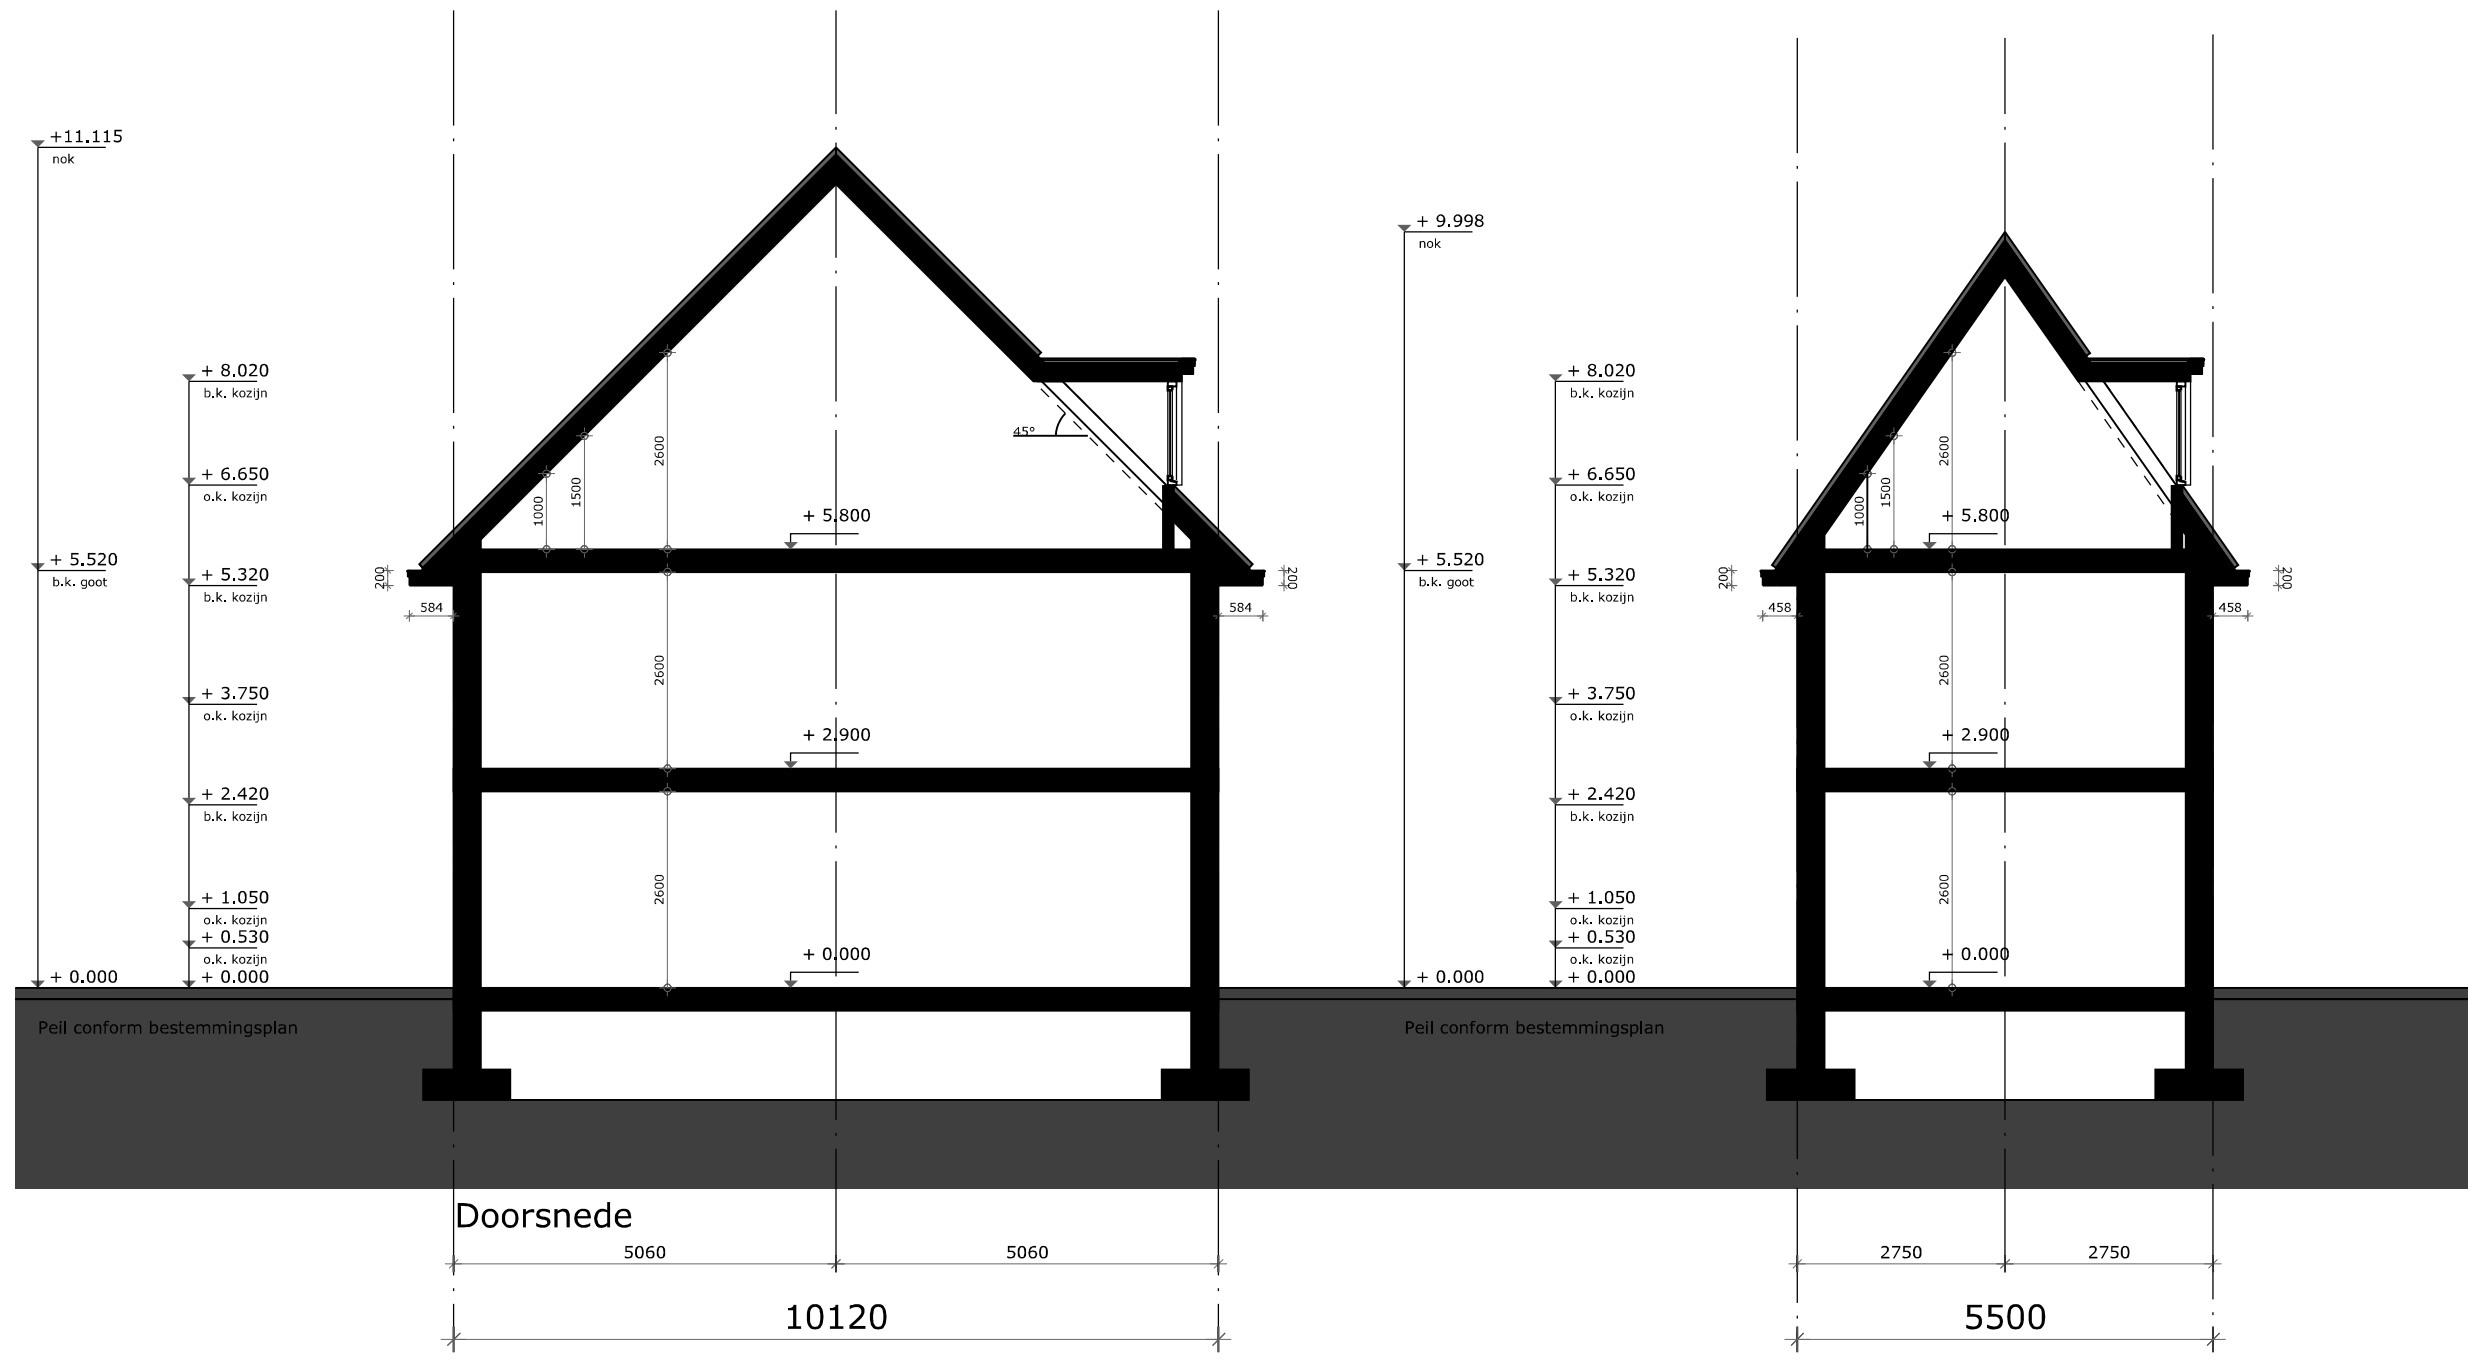 +11.115
nok
+ 8.020
b.k. kozijn
+ 6.650
o.k. kozijn
+ 5.520
b.k. goot
+ 5.320
b.k. kozijn
+ 3.750
o.k. kozijn
+ 2.420
b.k. kozijn
+ 1.050
o.k. kozijn
+ 0.530
o.k. kozijn
+ 0.000
+ 0.000
Peil conform bestemmingsplan
45°
2600
1500
1000
+ 5.800
200
200
584
584
2600
+ 2.900
2600
+ 0.000
Doorsnede
5060
5060
10120
+ 9.998
nok
+ 8.020
b.k. kozijn
+ 6.650
o.k. kozijn
+ 5.520
b.k. goot
+ 5.320
b.k. kozijn
+ 3.750
o.k. kozijn
+ 2.420
b.k. kozijn
+ 1.050
o.k. kozijn
+ 0.530
o.k. kozijn
+ 0.000
+ 0.000
Peil conform bestemmingsplan
2600
1500
1000
+ 5.800
200
200
458
458
2600
+ 2.900
2600
+ 0.000
2750
2750
5500